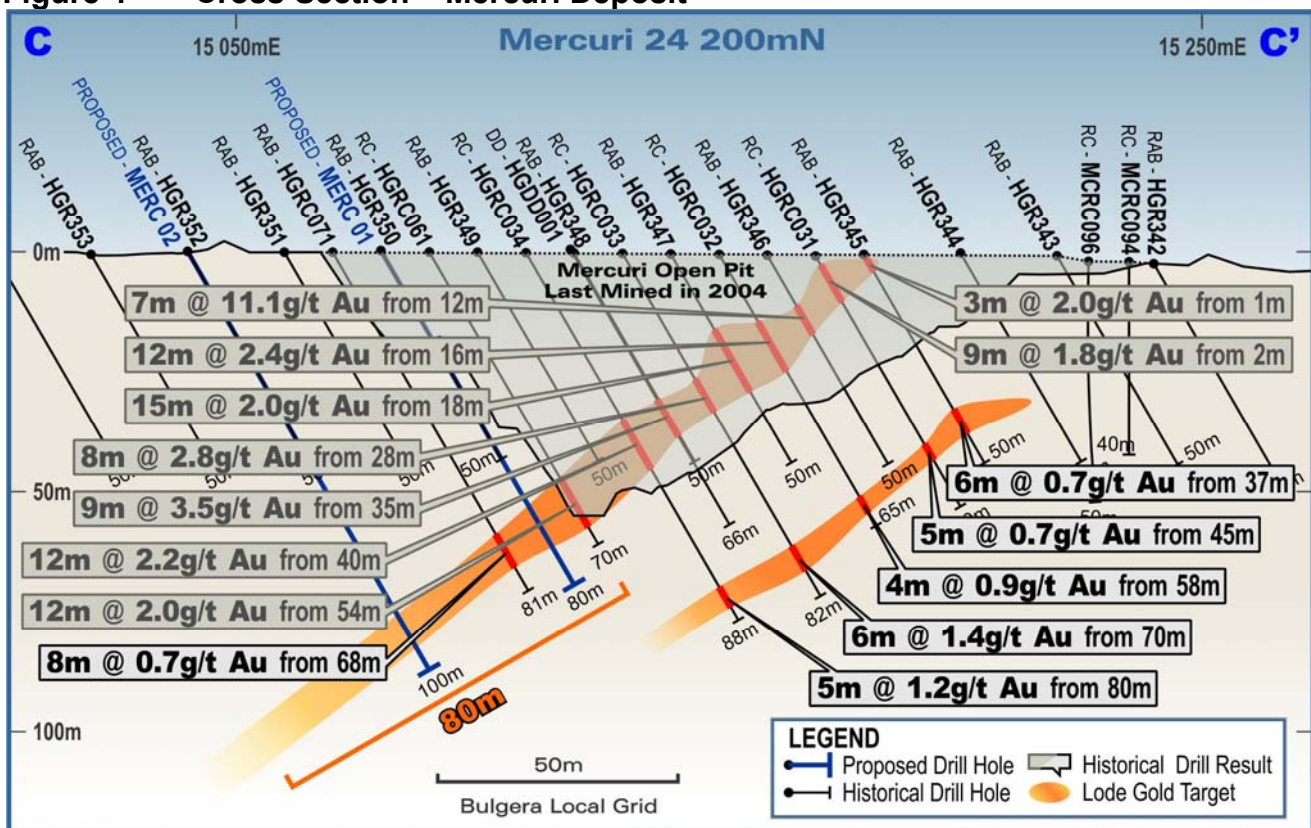 Cross Section – Mercuri Deposit
C
15 050mE
Mercuri 24 200mN
15 250mE
C'
RAB - HGR353
PROPOSED - MERC 02
RAB - HGR352
RAB - HGR351
RAB - HGRC071
PROPOSED - MERC 01
RAB - HGR350
RC - HGRC061
RAB - HGR349
RC - HGRC034
DD - HGDD001
RAB - HGR348
RC - HGRC033
RAB - HGR347
RC - HGRC032
RAB - HGR346
RC - HGRC031
RAB - HGR345
RAB - HGR344
RAB - HGR343
RC - MCRC096
RC - MCRC094
RAB - HGR342
0m
Mercuri Open Pit
Last Mined in 2004
7m @ 11.1g/t Au from 12m
3m @ 2.0g/t Au from 1m
12m @ 2.4g/t Au from 16m
9m @ 1.8g/t Au from 2m
15m @ 2.0g/t Au from 18m
8m @ 2.8g/t Au from 28m
50m
50m
50m
50m
50m
50m
40m
50m
50m
6m @ 0.7g/t Au from 37m
9m @ 3.5g/t Au from 35m
65m
66m
5m @ 0.7g/t Au from 45m
12m @ 2.2g/t Au from 40m
70m
4m @ 0.9g/t Au from 58m
81m
80m
82m
12m @ 2.0g/t Au from 54m
88m
6m @ 1.4g/t Au from 70m
8m @ 0.7g/t Au from 68m
100m
5m @ 1.2g/t Au from 80m
80m
100m
50m
Bulgera Local Grid
LEGEND
Proposed Drill Hole
Historical Drill Result
Historical Drill Hole
Lode Gold Target